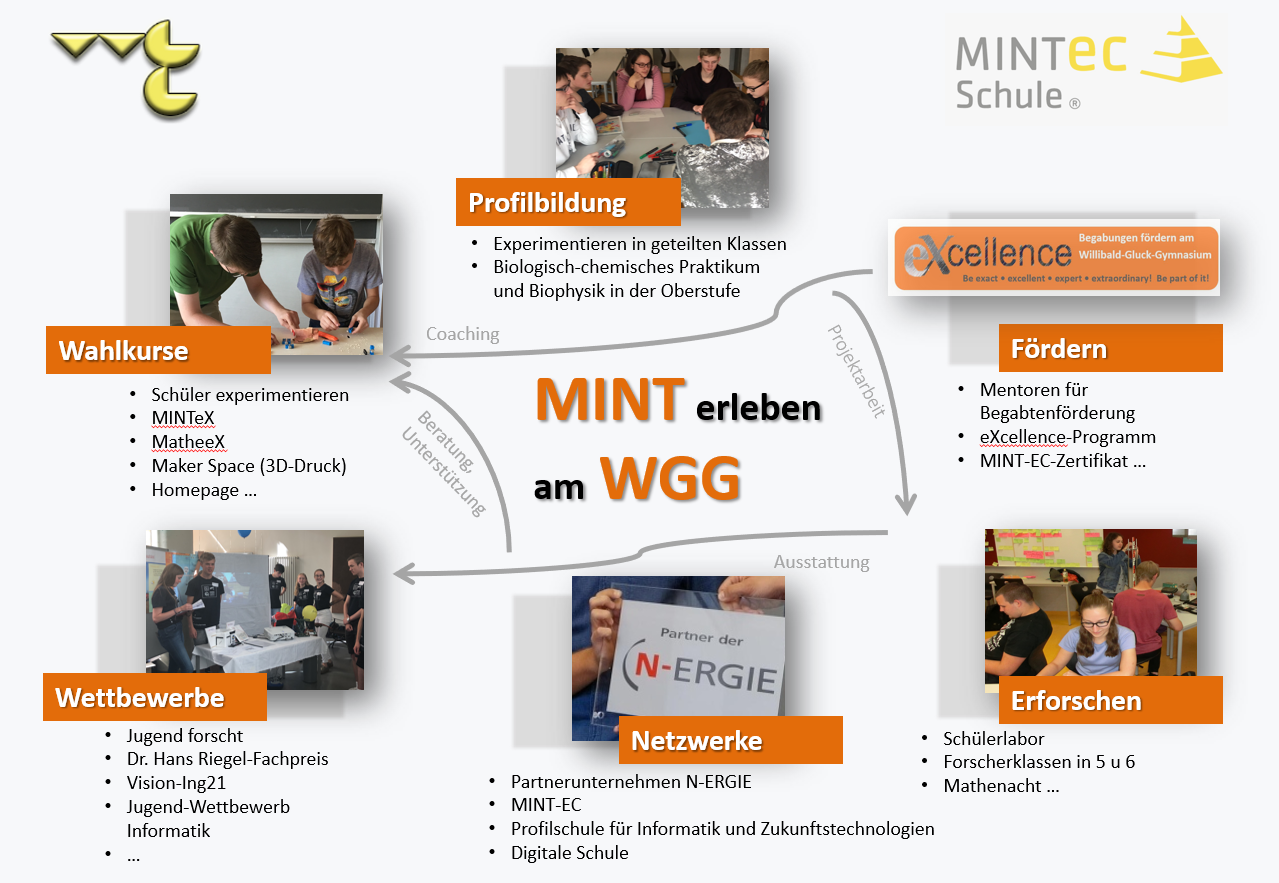 MINTec
Schule ®
Profilbildung
• Experimentieren in geteilten Klassen
• Biologisch-chemisches Praktikum
und Biophysik in der Oberstufe
eXcellence
Begabungen fördern am
Willibald-Gluck-Gymnasium
Be exact • excellent • expert • extraordinary! Be part of it!
Fördern
• Mentoren für
Begabtenförderung
• eXcellence-Programm
• MINT-EC-Zertifikat ...
Wahlkurse
• Schüler experimentieren
• MINTeX
• MatheeX
• Maker Space (3D-Druck)
• Homepage ...
Coaching
Projektarbeit
Beratung,
Unterstützung
Ausstattung
MINT erleben
am WGG
Wettbewerbe
• Jugend forscht
• Dr. Hans Riegel-Fachpreis
• Vision-Ing21
• Jugend-Wettbewerb
Informatik
• ...
Partner der
N-ERGIE
Netzwerke
• Partnerunternehmen N-ERGIE
• MINT-EC
• Profilschule für Informatik und Zukunftstechnologien
• Digitale Schule
Erforschen
• Schülerlabor
• Forscherklassen in 5 u 6
• Mathenacht ...